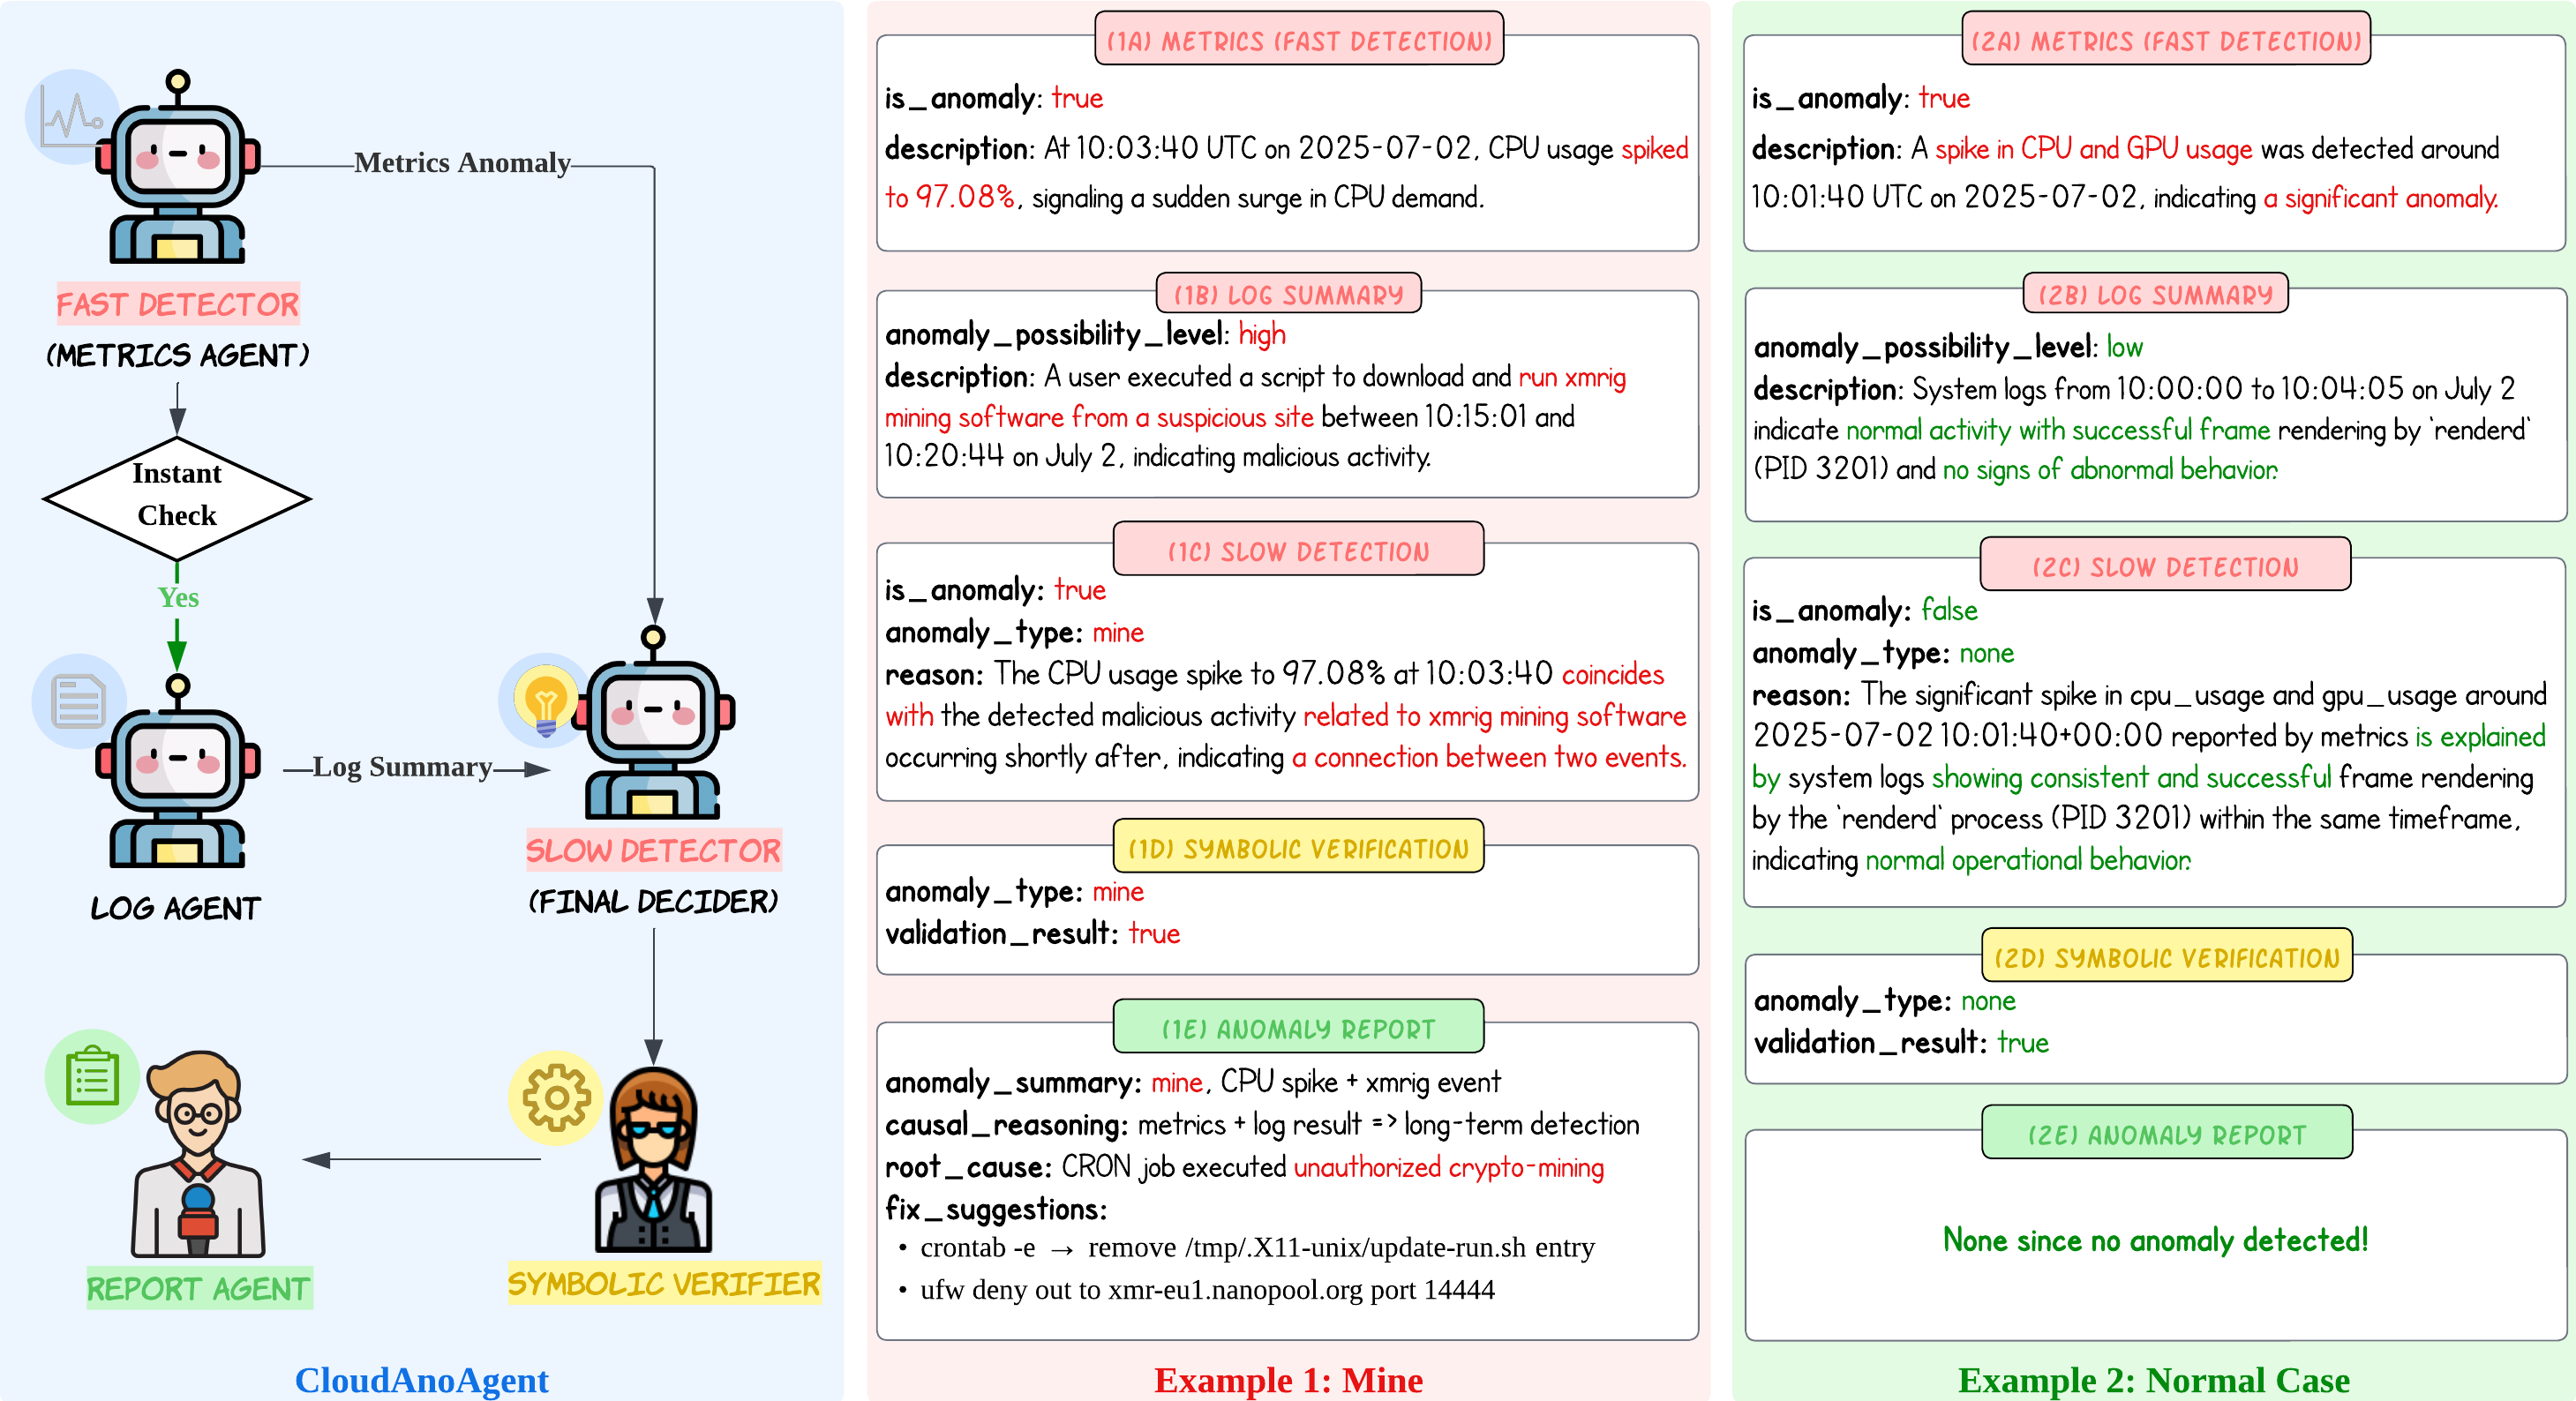 Metrics Anomaly
FAST DETECTOR
(METRICS AGENT)
Instant
Check
Yes
Log Summary
LOG AGENT
SLOW DETECTOR
(FINAL DECIDER)
REPORT AGENT
SYMBOLIC VERIFIER
CloudAnoAgent
(1A) METRICS (FAST DETECTION)
is_anomaly: true
description: At 10:03:40 UTC on 2025-07-02, CPU usage spiked
to 97.08%, signaling a sudden surge in CPU demand.
(1B) LOG SUMMARY
anomaly_possibility_level: high
description: A user executed a script to download and run xmrig
mining software from a suspicious site between 10:15:01 and
10:20:44 on July 2, indicating malicious activity.
(1C) SLOW DETECTION
is_anomaly: true
anomaly_type: mine
reason: The CPU usage spike to 97.08% at 10:03:40 coincides
with the detected malicious activity related to xmrig mining software
occurring shortly after, indicating a connection between two events.
(1D) SYMBOLIC VERIFICATION
anomaly_type: mine
validation_result: true
(1E) ANOMALY REPORT
anomaly_summary: mine, CPU spike + xmrig event
causal_reasoning: metrics + log result => long-term detection
root_cause: CRON job executed unauthorized crypto-mining
fix_suggestions:
• crontab -e → remove /tmp/.X11-unix/update-run.sh entry
• ufw deny out to xmr-eu1.nanopool.org port 14444
Example 1: Mine
(2A) METRICS (FAST DETECTION)
is_anomaly: true
description: A spike in CPU and GPU usage was detected around
10:01:40 UTC on 2025-07-02, indicating a significant anomaly.
(2B) LOG SUMMARY
anomaly_possibility_level: low
description: System logs from 10:00:00 to 10:04:05 on July 2
indicate normal activity with successful frame rendering by `renderd`
(PID 3201) and no signs of abnormal behavior.
(2C) SLOW DETECTION
is_anomaly: false
anomaly_type: none
reason: The significant spike in cpu_usage and gpu_usage around
2025-07-02 10:01:40+00:00 reported by metrics is explained
by system logs showing consistent and successful frame rendering
by the `renderd` process (PID 3201) within the same timeframe,
indicating normal operational behavior.
(2D) SYMBOLIC VERIFICATION
anomaly_type: none
validation_result: true
(2E) ANOMALY REPORT
None since no anomaly detected!
Example 2: Normal Case